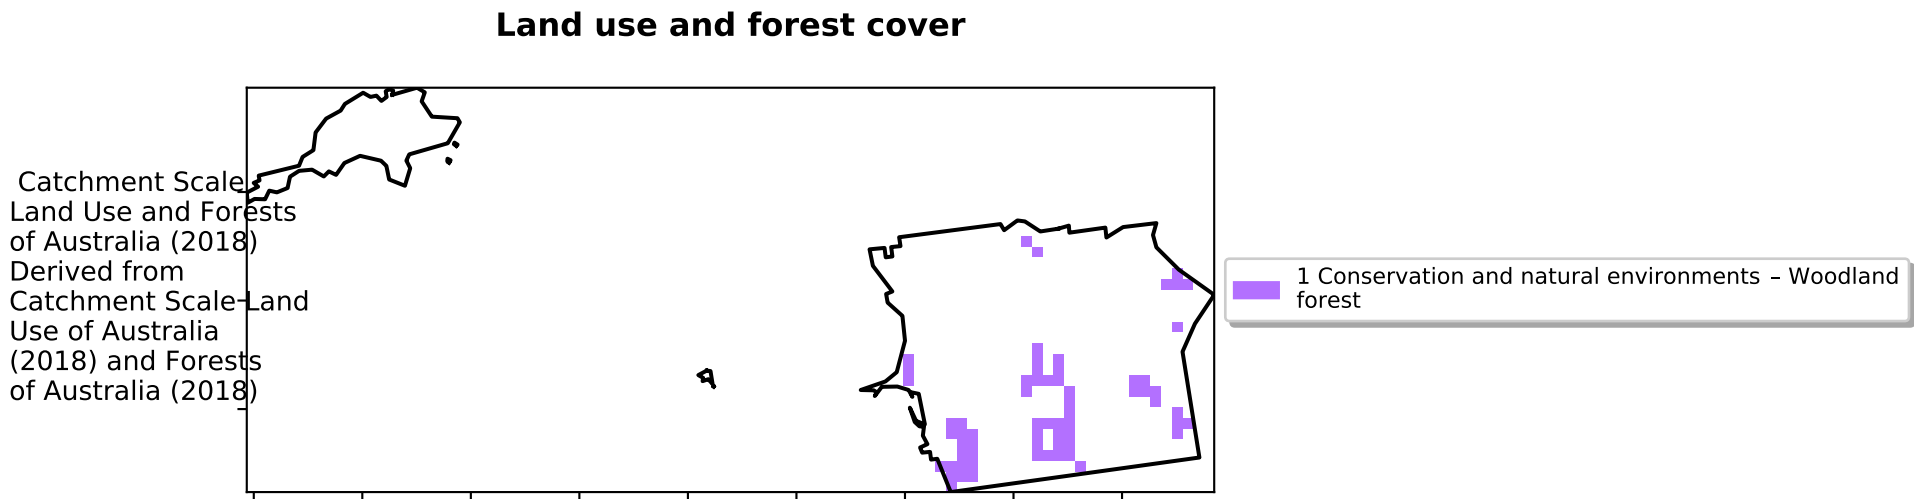 Land use and forest cover
Catchment Scale
Land Use and Forests
of Australia (2018)
Derived from
Catchment Scale Land
Use of Australia
(2018) and Forests
of Australia (2018)
1 Conservation and natural environments – Woodland
forest